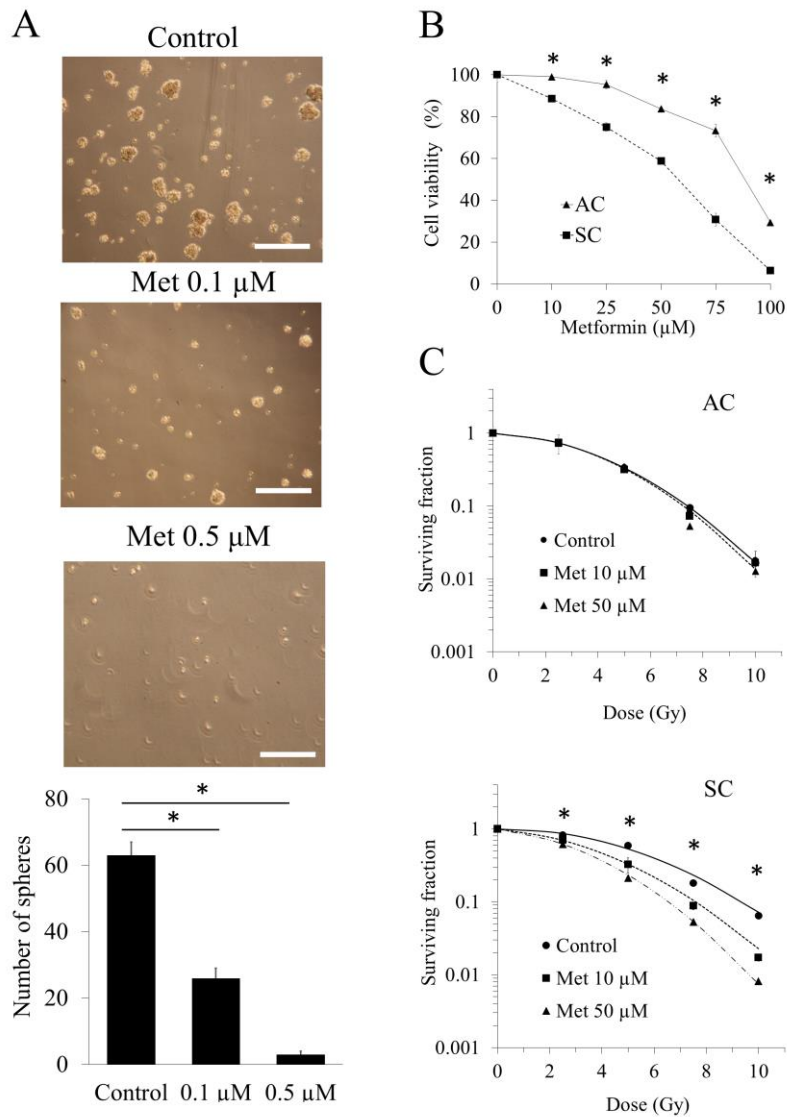 A
Control
Met 0.1 µM
Met 0.5 µM
80
60
40
20
0
Number of spheres
*
*
Control 0.1 µM 0.5 µM
B
100
80
60
40
20
0
Cell viability (%)
* * * * *
AC
SC
0 10 25 50 75 100
Metformin (µM)
C
AC
1
0.1
0.01
0.001
Surviving fraction
Control
Met 10 µM
Met 50 µM
0 2 4 6 8 10
Dose (Gy)
SC
* * * *
1
0.1
0.01
0.001
Surviving fraction
Control
Met 10 µM
Met 50 µM
0 2 4 6 8 10
Dose (Gy)